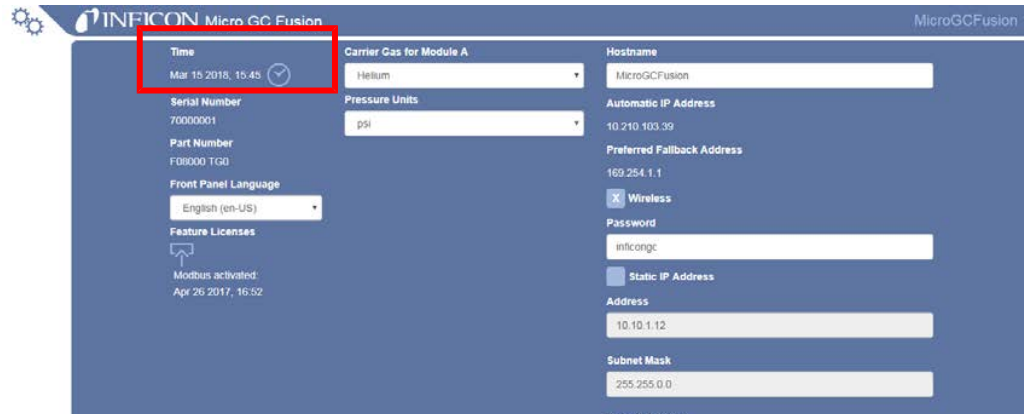 INFICON Micro GC Fusion
MicroGCFusion
Time
Mar 15 2018, 15:45
Serial Number
70000001
Part Number
F08000 TG0
Front Panel Language
English (en-US)
Feature Licenses
Modbus activated:
Apr 26 2017, 16:52
Carrier Gas for Module A
Helium
Pressure Units
psi
Hostname
MicroGCFusion
Automatic IP Address
10.210.103.39
Preferred Fallback Address
169.254.1.1
X Wireless
Password
inficongc
Static IP Address
Address
10.10.1.12
Subnet Mask
255.255.0.0